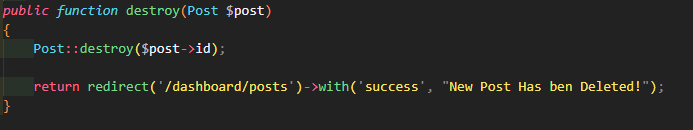 public function destroy(Post $post)
{
    Post::destroy($post->id);

    return redirect('/dashboard/posts')->with('success', "New Post Has ben Deleted!");
}